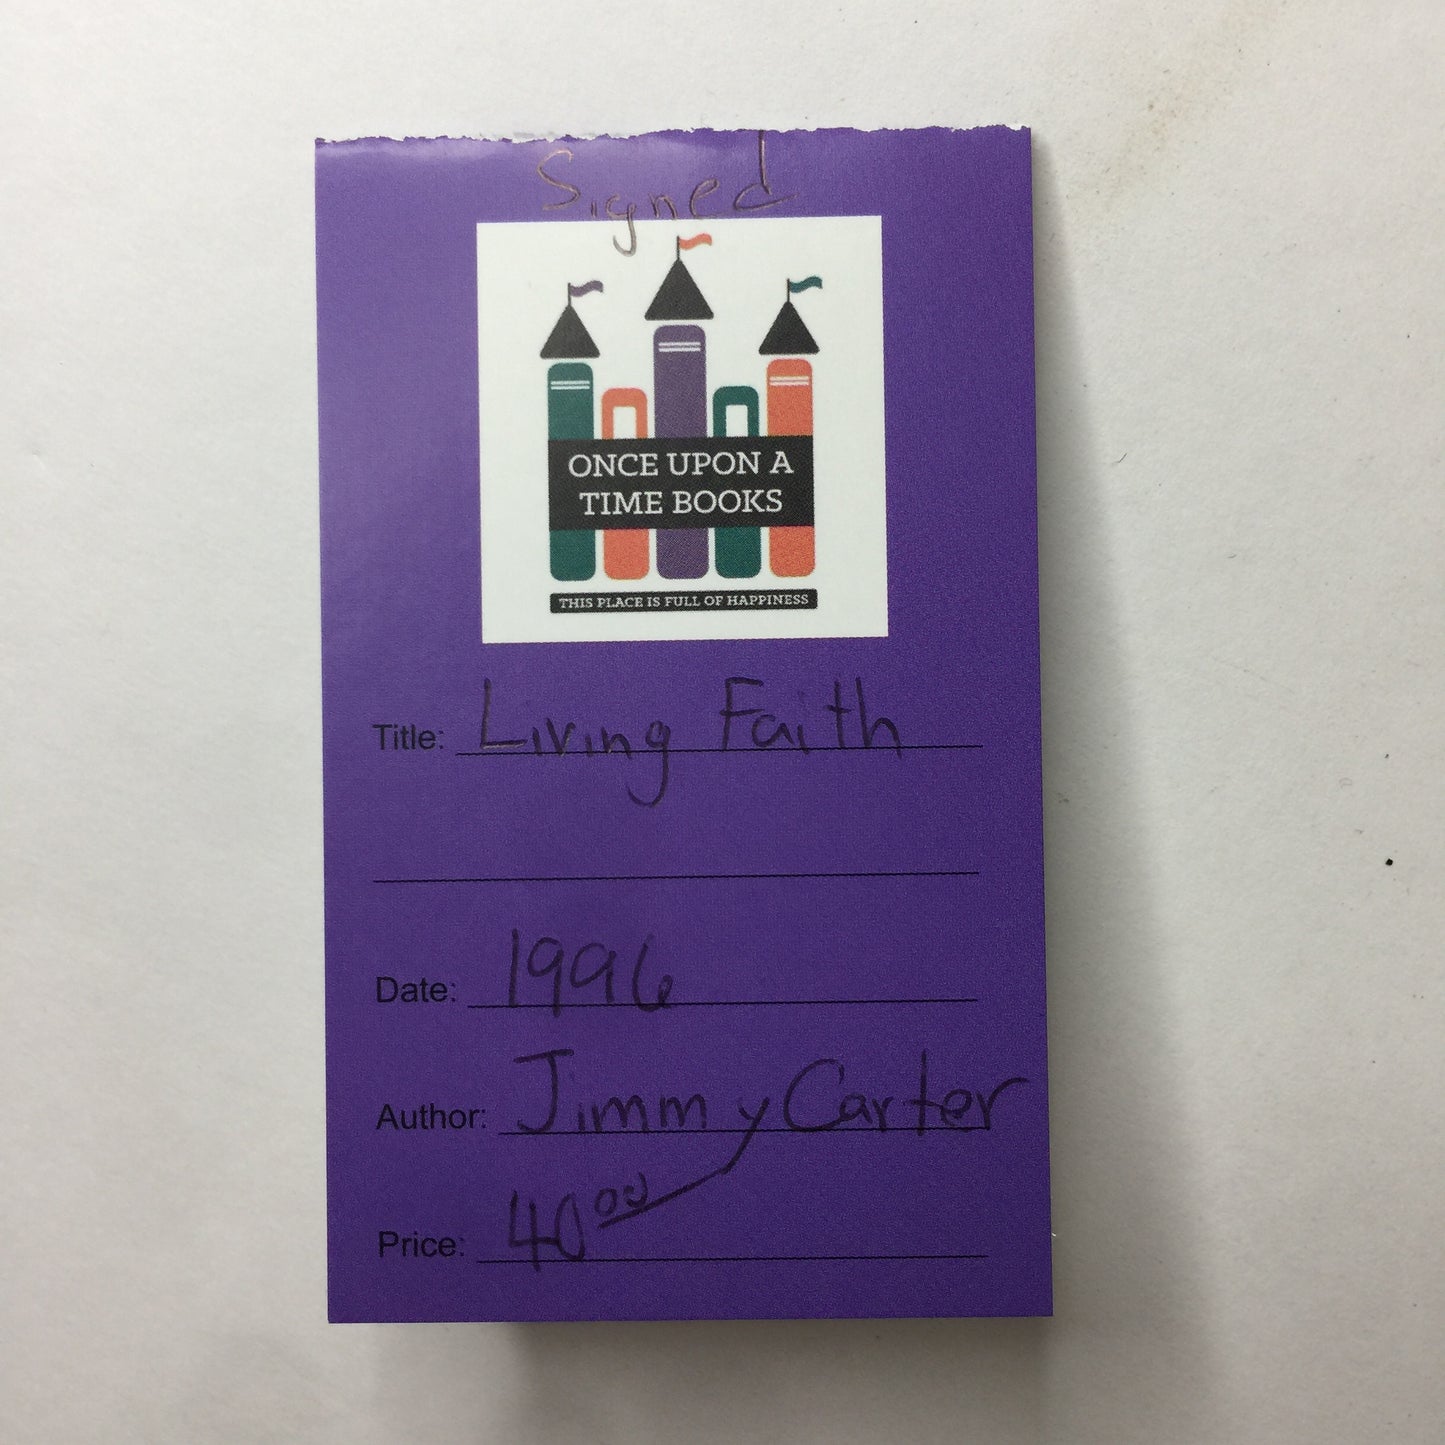 Signed
ONCE UPON A
TIME BOOKS
THIS PLACE IS FULL OF HAPPINESS
Title: Living Faith
Date: 1996
Author: Jimmy Carter
Price: 40.00